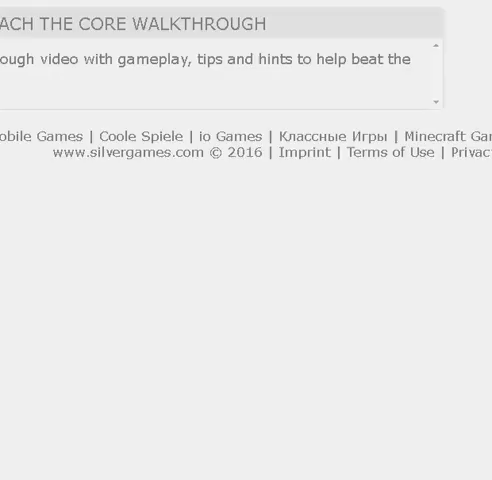 ACH THE CORE WALKTHROUGH
ough video with gameplay, tips and hints to help beat the
obile Games | Coole Spiele | io Games | Классные Игры | Minecraft Gar
www.silvergames.com © 2016 | Imprint | Terms of Use | Privac